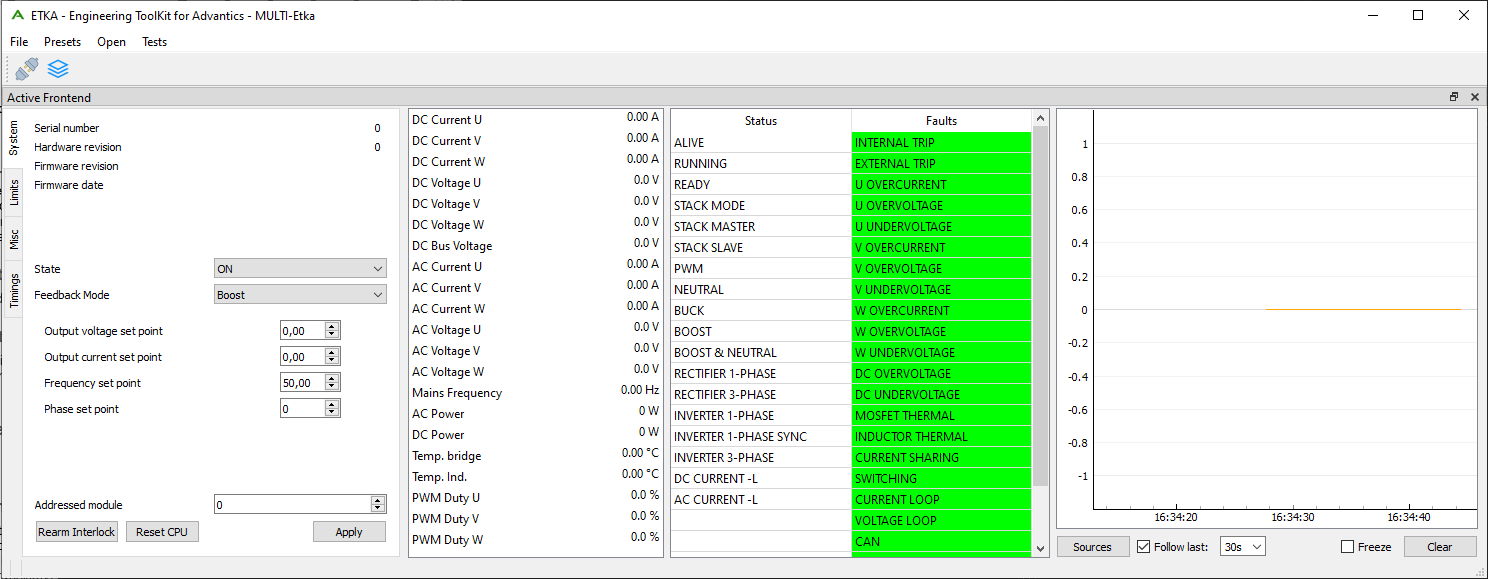 ETKA - Engineering ToolKit for Advantics - MULTI-Etka
File Presets Open Tests
Active Frontend
System
Limits
Misc
Timings
Serial number 0
Hardware revision 0
Firmware revision
Firmware date
State ON
Feedback Mode Boost
Output voltage set point 0,00
Output current set point 0,00
Frequency set point 50,00
Phase set point 0
Addressed module 0
Rearm Interlock Reset CPU Apply
DC Current U 0.00 A
DC Current V 0.00 A
DC Current W 0.00 A
DC Voltage U 0.0 V
DC Voltage V 0.0 V
DC Voltage W 0.0 V
DC Bus Voltage 0.0 V
AC Current U 0.00 A
AC Current V 0.00 A
AC Current W 0.00 A
AC Voltage U 0.0 V
AC Voltage V 0.0 V
AC Voltage W 0.0 V
Mains Frequency 0.00 Hz
AC Power 0 W
DC Power 0 W
Temp. bridge 0.00 °C
Temp. Ind. 0.00 °C
PWM Duty U 0.0 %
PWM Duty V 0.0 %
PWM Duty W 0.0 %
Status Faults
ALIVE INTERNAL TRIP
RUNNING EXTERNAL TRIP
READY U OVERCURRENT
STACK MODE U OVERVOLTAGE
STACK MASTER U UNDERVOLTAGE
STACK SLAVE V OVERCURRENT
PWM V OVERVOLTAGE
NEUTRAL V UNDERVOLTAGE
BUCK W OVERCURRENT
BOOST W OVERVOLTAGE
BOOST & NEUTRAL W UNDERVOLTAGE
RECTIFIER 1-PHASE DC OVERVOLTAGE
RECTIFIER 3-PHASE DC UNDERVOLTAGE
INVERTER 1-PHASE MOSFET THERMAL
INVERTER 1-PHASE SYNC INDUCTOR THERMAL
INVERTER 3-PHASE CURRENT SHARING
DC CURRENT -L SWITCHING
AC CURRENT -L CURRENT LOOP
VOLTAGE LOOP
CAN
1
0.8
0.6
0.4
0.2
0
-0.2
-0.4
-0.6
-0.8
-1
16:34:20 16:34:30 16:34:40
Sources Follow last: 30s Freeze Clear